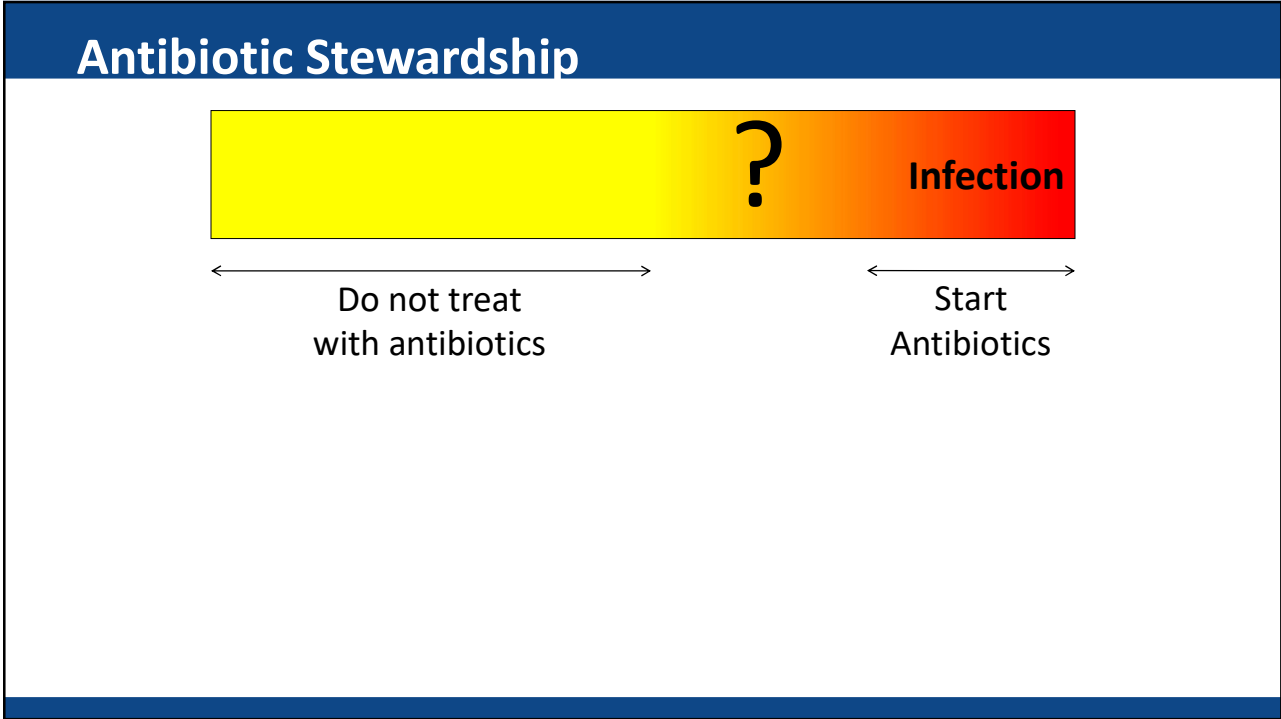 Antibiotic Stewardship
?
Infection
Do not treat
with antibiotics
Start
Antibiotics